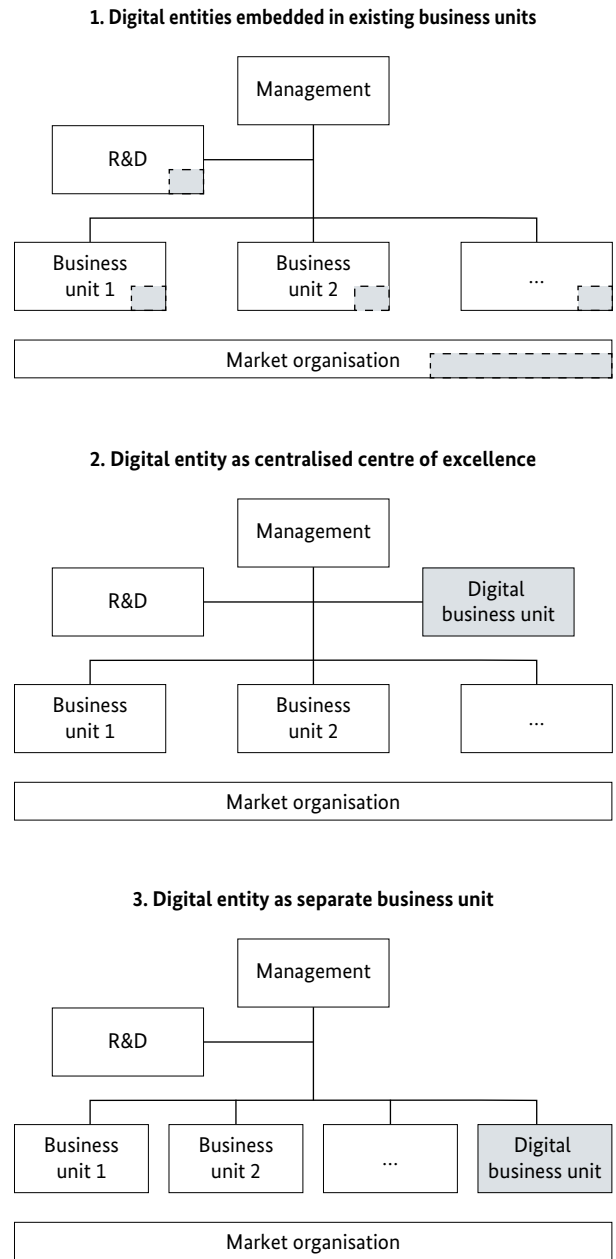 1. Digital entities embedded in existing business units
Management
R&D
Business
unit 1
Business
unit 2
...
Market organisation
2. Digital entity as centralised centre of excellence
Management
R&D
Digital
business unit
Business
unit 1
Business
unit 2
...
Market organisation
3. Digital entity as separate business unit
Management
R&D
Business
unit 1
Business
unit 2
...
Digital
business unit
Market organisation